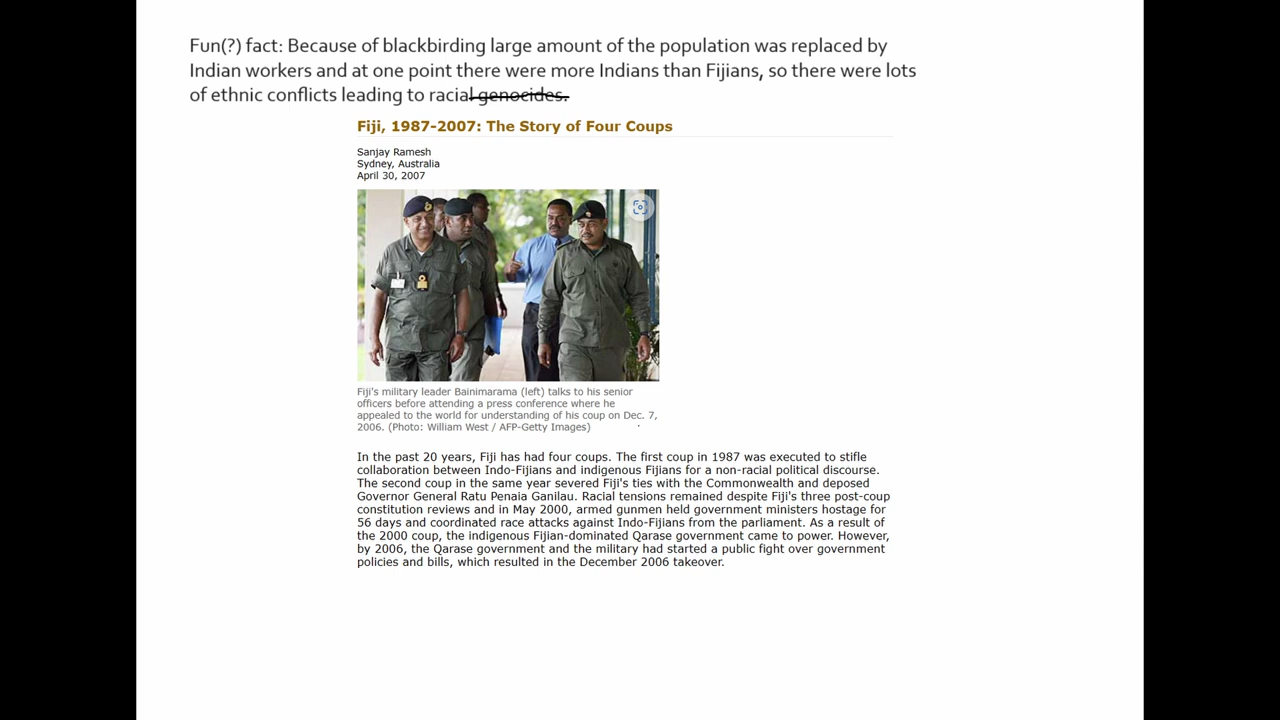 Fun(?) fact: Because of blackbirding large amount of the population was replaced by
Indian workers and at one point there were more Indians than Fijians, so there were lots
of ethnic conflicts leading to racial genocides.
Fiji, 1987-2007: The Story of Four Coups
Sanjay Ramesh
Sydney, Australia
April 30, 2007
Fiji's military leader Bainimarama (left) talks to his senior
officers before attending a press conference where he
appealed to the world for understanding of his coup on Dec. 7,
2006. (Photo: William West / AFP-Getty Images)
In the past 20 years, Fiji has had four coups. The first coup in 1987 was executed to stifle
collaboration between Indo-Fijians and indigenous Fijians for a non-racial political discourse.
The second coup in the same year severed Fiji's ties with the Commonwealth and deposed
Governor General Ratu Penaia Ganilau. Racial tensions remained despite Fiji's three post-coup
constitution reviews and in May 2000, armed gunmen held government ministers hostage for
56 days and coordinated race attacks against Indo-Fijians from the parliament. As a result of
the 2000 coup, the indigenous Fijian-dominated Qarase government came to power. However,
by 2006, the Qarase government and the military had started a public fight over government
policies and bills, which resulted in the December 2006 takeover.